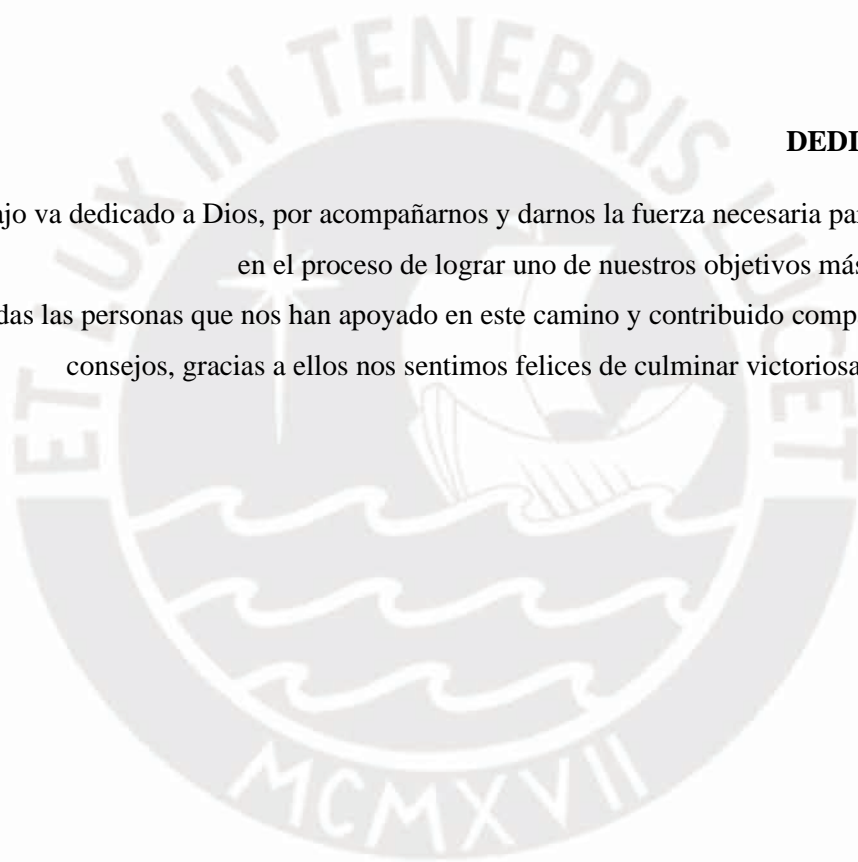 ET LUX IN TENEBRIS LUCET
DEDI
ajo va dedicado a Dios, por acompañarnos y darnos la fuerza necesaria pa
en el proceso de lograr uno de nuestros objetivos más
das las personas que nos han apoyado en este camino y contribuido comp
consejos, gracias a ellos nos sentimos felices de culminar victoriosa
MCMXVII